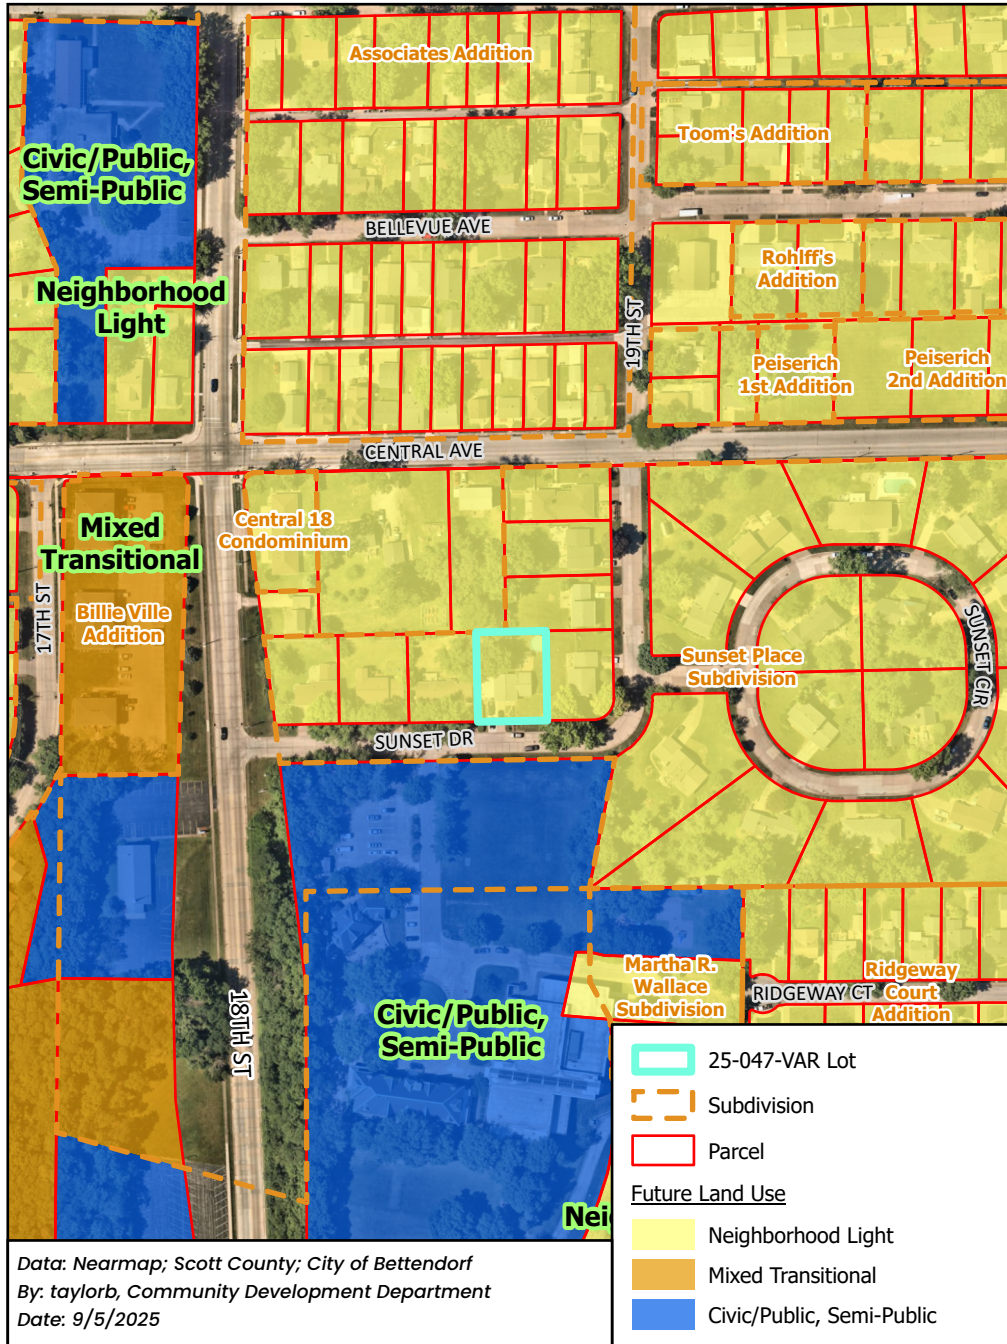 Associates Addition
Toom's Addition
Civic/Public,
Semi-Public
BELLEVUE AVE
Rohlff's
Addition
Neighborhood
Light
19TH ST
Peiserich
1st Addition
Peiserich
2nd Addition
CENTRAL AVE
Central 18
Condominium
Mixed
Transitional
Billie Ville
Addition
17TH ST
SUNSET CIR
Sunset Place
Subdivision
SUNSET DR
Martha R.
Wallace
Subdivision
Ridgeway
Court
Addition
RIDGEWAY CT
18TH ST
Civic/Public,
Semi-Public
Nei
25-047-VAR Lot
Subdivision
Parcel
Future Land Use
Neighborhood Light
Mixed Transitional
Civic/Public, Semi-Public
Data: Nearmap; Scott County; City of Bettendorf
By: taylorb, Community Development Department
Date: 9/5/2025